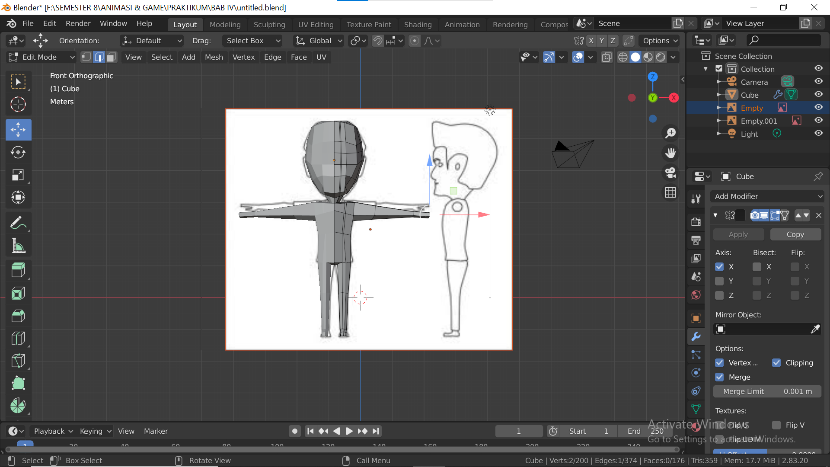 Blender* [F:\SEMESTER 8\ANIMASI & GAME\PRAKTIKUM\BAB IV\untitled.blend]
File Edit Render Window Help Layout Modeling Sculpting UV Editing Texture Paint Shading Animation Rendering Compos Scene View Layer
Orientation: Default Drag: Select Box Global X Y Z Options
Edit Mode View Select Add Mesh Vertex Edge Face UV
Front Orthographic
(1) Cube
Meters
Z
Y X
Scene Collection
Collection
Camera
Cube
Empty
Empty.001
Light
Cube
Add Modifier
Apply Copy
Axis: Bisect: Flip:
X X X
Y Y Y
Z Z Z
Mirror Object:
Options:
Vertex .. Clipping
Merge
Merge Limit 0.001 m
Textures:
Flip U Flip V
Playback Keying View Marker 1 Start 1 End 250
Activate Windows
Go to Settings to activate Windows.
Select Box Select Rotate View Call Menu Cube | Verts:2/200 | Edges:1/374 | Faces:0/176 | Tris:359 | Mem: 17.7 MiB | 2.83.20